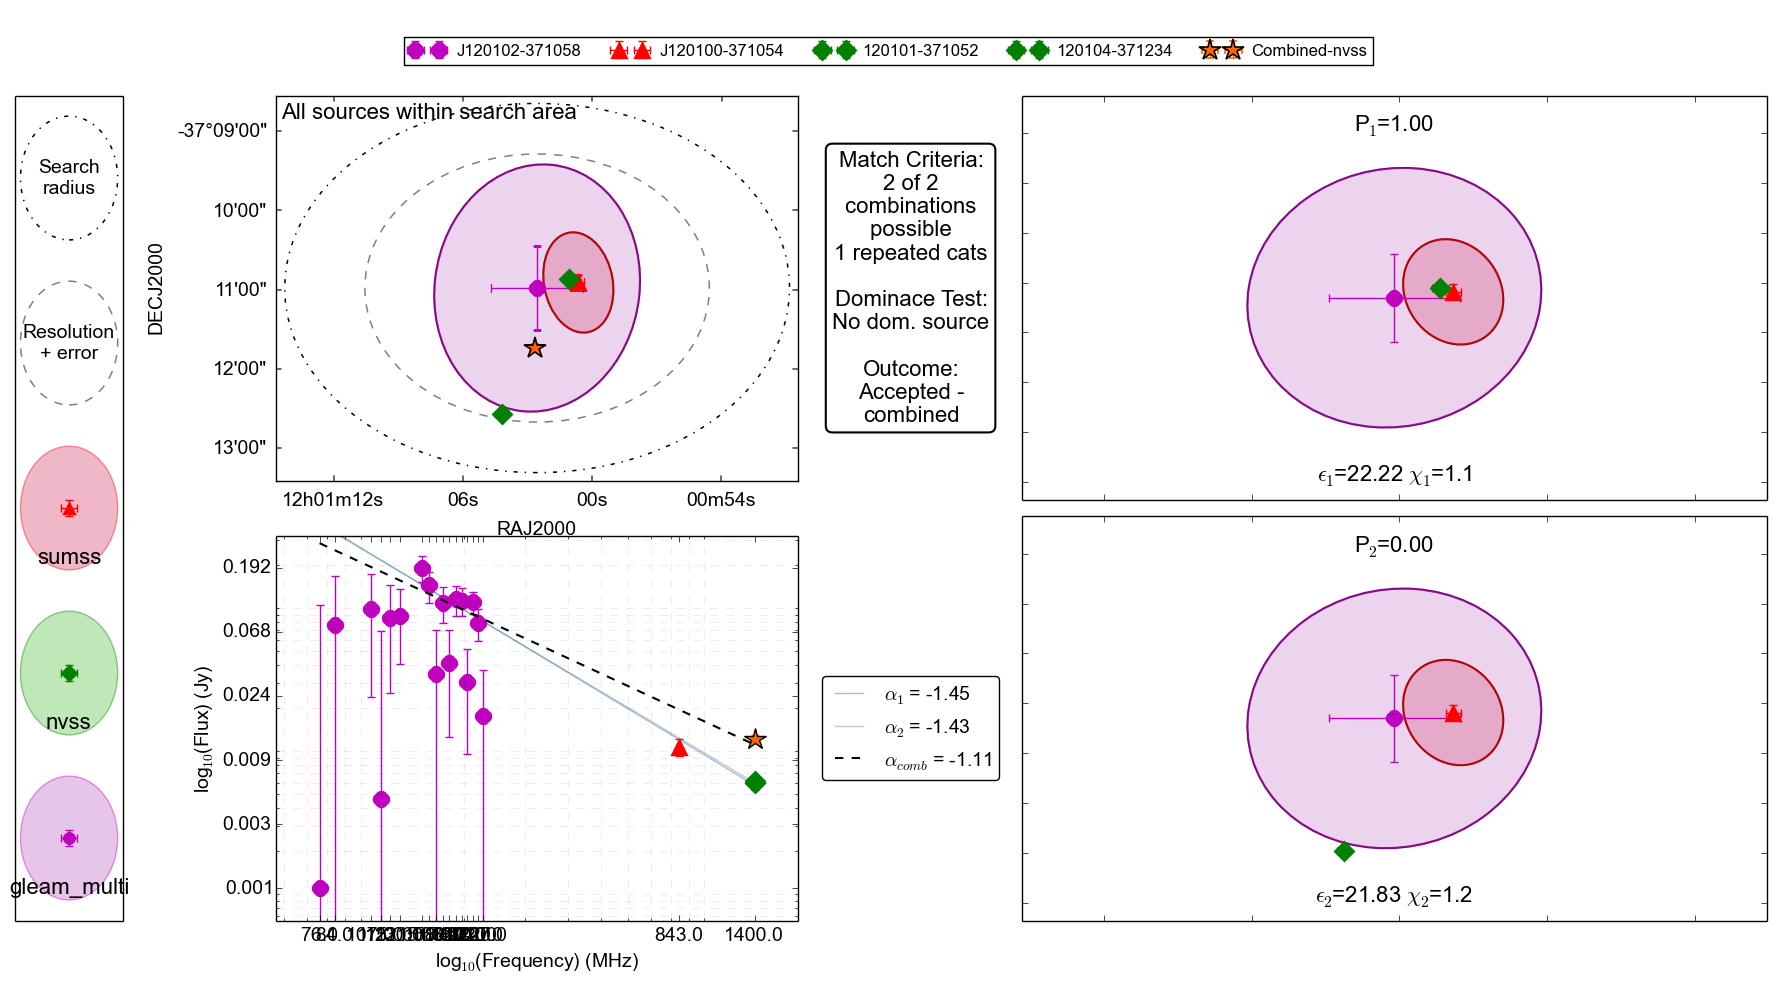 J120102-371058 J120100-371054 120101-371052 120104-371234 Combined-nvss
Search
radius
Resolution
+ error
sumss
nvss
gleam_multi
All sources within search area
-37°09'00"
10'00"
11'00"
12'00"
13'00"
DECJ2000
12h01m12s 06s 00s 00m54s
RAJ2000
Match Criteria:
2 of 2
combinations
possible
1 repeated cats
Dominace Test:
No dom. source
Outcome:
Accepted -
combined
P1=1.00
ϵ1=22.22 χ1=1.1
P2=0.00
ϵ2=21.83 χ2=1.2
0.192
0.068
0.024
0.009
0.003
0.001
log10(Flux) (Jy)
843.0 1400.0
log10(Frequency) (MHz)
α1 = -1.45
α2 = -1.43
αcomb = -1.11